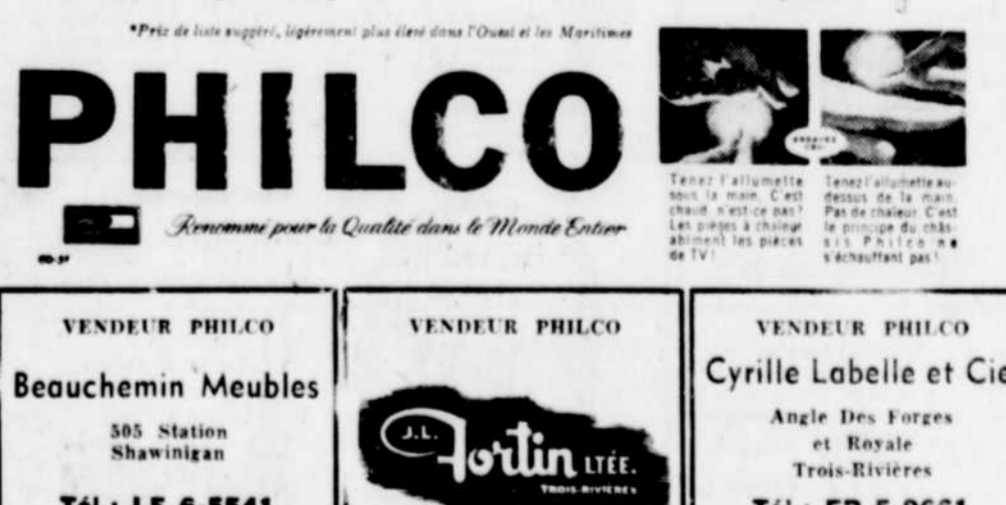 *Prix de liste suggéré, légèrement plus élevé dans l'Ouest et les Maritimes
PHILCO
Renommé pour la Qualité dans le Monde Entier
Tenez l'allumette
sous la main. C'est
chaud n'est-ce pas?
Les pièges à chaleur
abîment les pièces
de TV!
Tenez l'allumette au-
dessus de la main.
Pas de chaleur. C'est
le principe du châs-
sis Philco ne
s'échauffant pas!
VENDEUR PHILCO
Beauchemin Meubles
505 Station
Shawinigan
Tél.: LE 6-5541
VENDEUR PHILCO
J.L.
Fortin LTÉE.
TROIS-RIVIÈRES
VENDEUR PHILCO
Cyrille Labelle et Cie
Angle Des Forges
et Royale
Trois-Rivières